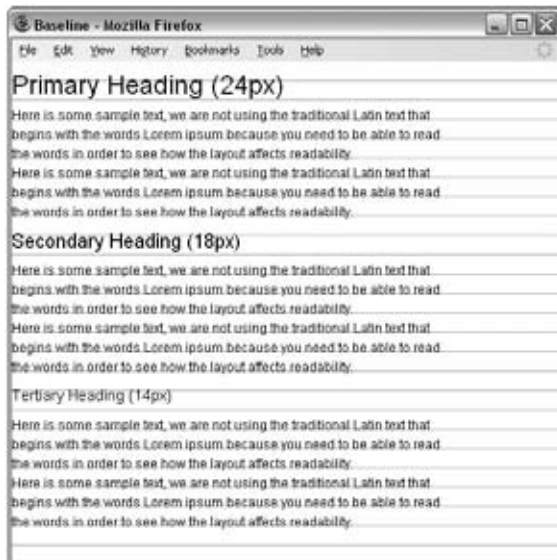 Baseline - Mozilla Firefox
File Edit View History Bookmarks Tools Help
Primary Heading (24px)
Here is some sample text, we are not using the traditional Latin text that
begins with the words Lorem ipsum because you need to be able to read
the words in order to see how the layout affects readability.
Here is some sample text, we are not using the traditional Latin text that
begins with the words Lorem ipsum because you need to be able to read
the words in order to see how the layout affects readability.
Secondary Heading (18px)
Here is some sample text, we are not using the traditional Latin text that
begins with the words Lorem ipsum because you need to be able to read
the words in order to see how the layout affects readability.
Here is some sample text, we are not using the traditional Latin text that
begins with the words Lorem ipsum because you need to be able to read
the words in order to see how the layout affects readability.
Tertiary Heading (14px)
Here is some sample text, we are not using the traditional Latin text that
begins with the words Lorem ipsum because you need to be able to read
the words in order to see how the layout affects readability.
Here is some sample text, we are not using the traditional Latin text that
begins with the words Lorem ipsum because you need to be able to read
the words in order to see how the layout affects readability.